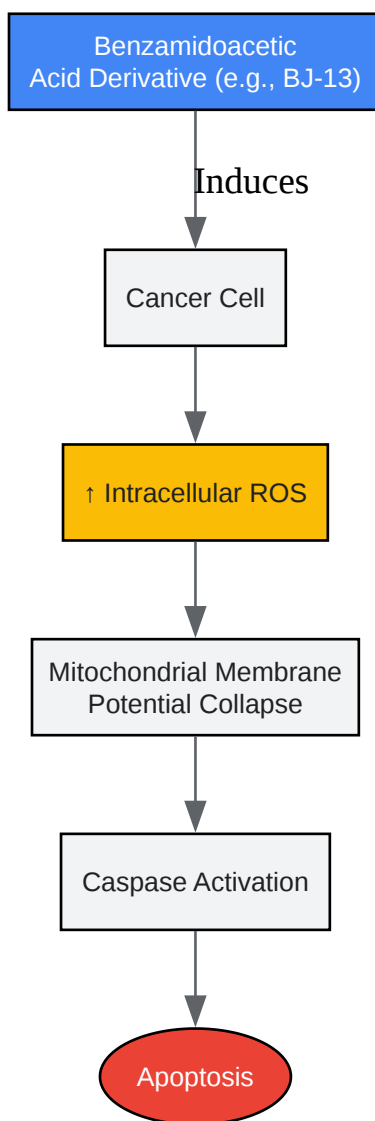 Benzamidoacetic
Acid Derivative (e.g., BJ-13)
Induces
Cancer Cell
↑ Intracellular ROS
Mitochondrial Membrane
Potential Collapse
Caspase Activation
Apoptosis